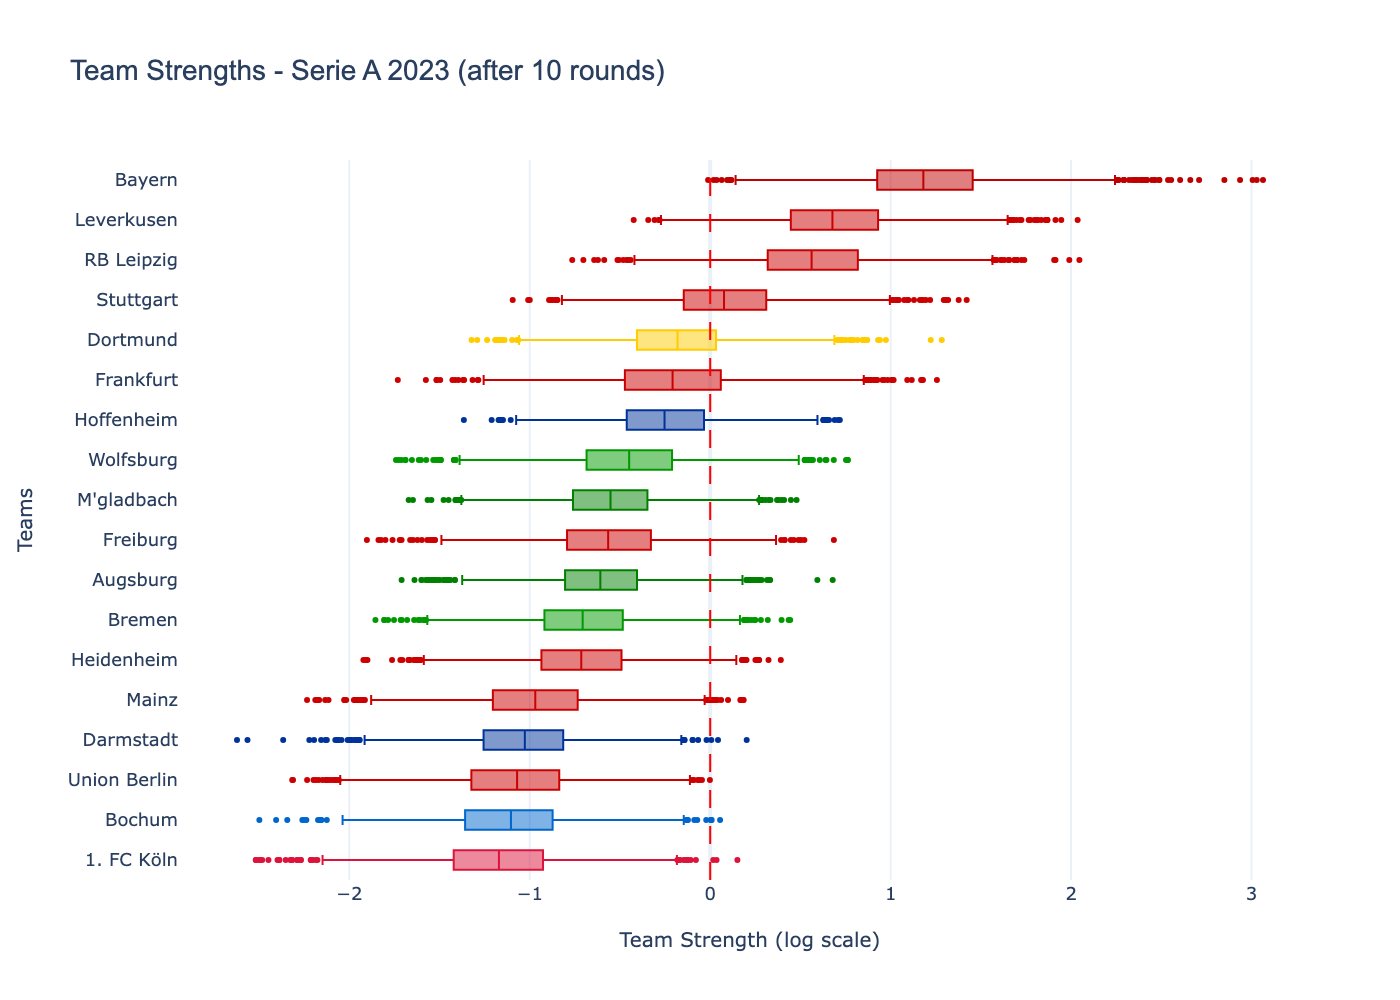 Team Strengths - Serie A 2023 (after 10 rounds)
Teams
Bayern
Leverkusen
RB Leipzig
Stuttgart
Dortmund
Frankfurt
Hoffenheim
Wolfsburg
M'gladbach
Freiburg
Augsburg
Bremen
Heidenheim
Mainz
Darmstadt
Union Berlin
Bochum
1. FC Köln
−2 −1 0 1 2 3
Team Strength (log scale)